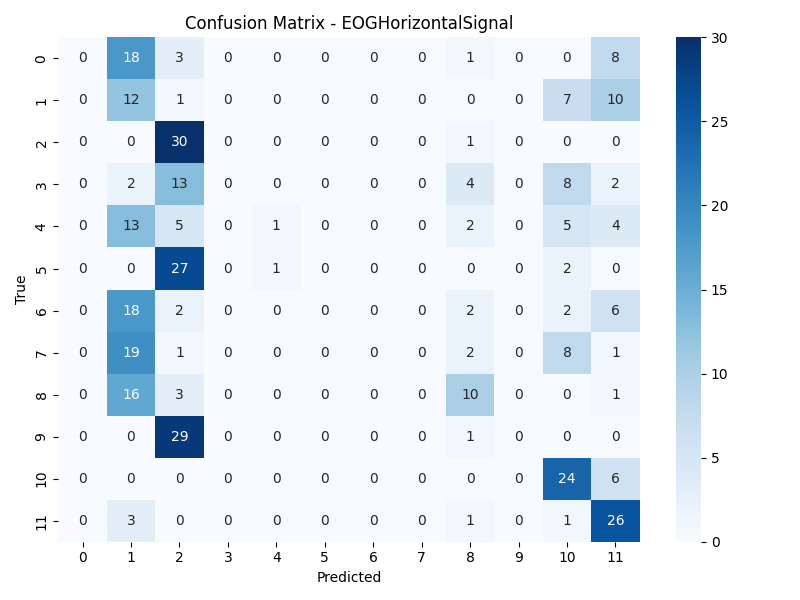 Confusion Matrix - EOGHorizontalSignal
True
0 0 18 3 0 0 0 0 0 1 0 0 8
1 0 12 1 0 0 0 0 0 0 0 7 10
2 0 0 30 0 0 0 0 0 1 0 0 0
3 0 2 13 0 0 0 0 0 4 0 8 2
4 0 13 5 0 1 0 0 0 2 0 5 4
5 0 0 27 0 1 0 0 0 0 0 2 0
6 0 18 2 0 0 0 0 0 2 0 2 6
7 0 19 1 0 0 0 0 0 2 0 8 1
8 0 16 3 0 0 0 0 0 10 0 0 1
9 0 0 29 0 0 0 0 0 1 0 0 0
10 0 0 0 0 0 0 0 0 0 0 24 6
11 0 3 0 0 0 0 0 0 1 0 1 26
0 1 2 3 4 5 6 7 8 9 10 11
Predicted
30
25
20
15
10
5
0